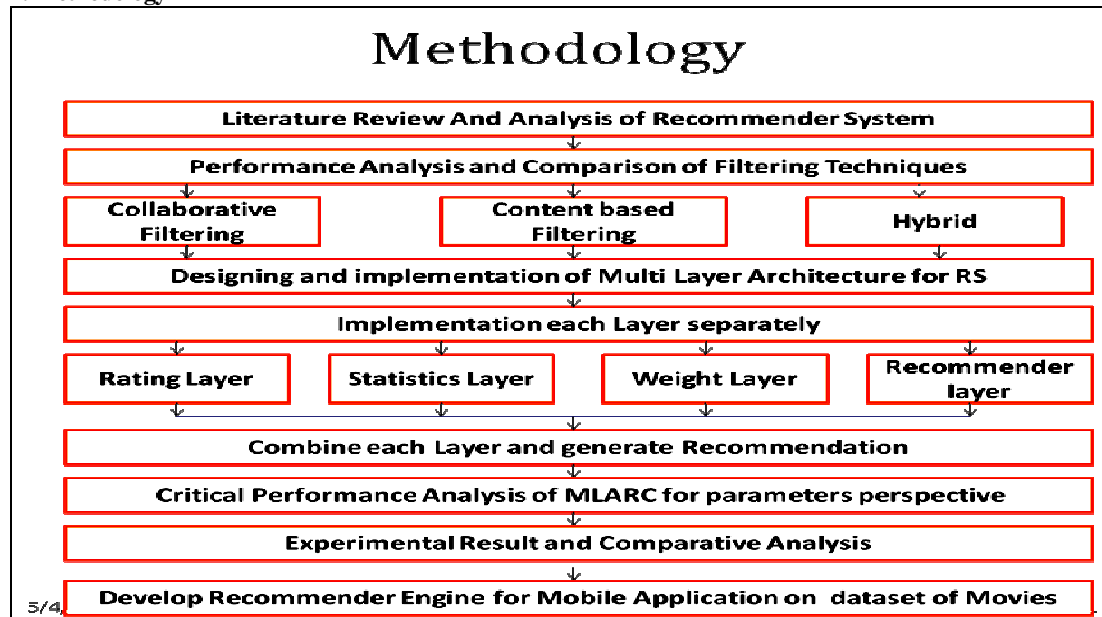 Methodology
Literature Review And Analysis of Recommender System
Performance Analysis and Comparison of Filtering Techniques
Collaborative
Filtering
Content based
Filtering
Hybrid
Designing and implementation of Multi Layer Architecture for RS
Implementation each Layer separately
Rating Layer
Statistics Layer
Weight Layer
Recommender
layer
Combine each Layer and generate Recommendation
Critical Performance Analysis of MLARC for parameters perspective
Experimental Result and Comparative Analysis
Develop Recommender Engine for Mobile Application on dataset of Movies
5/4